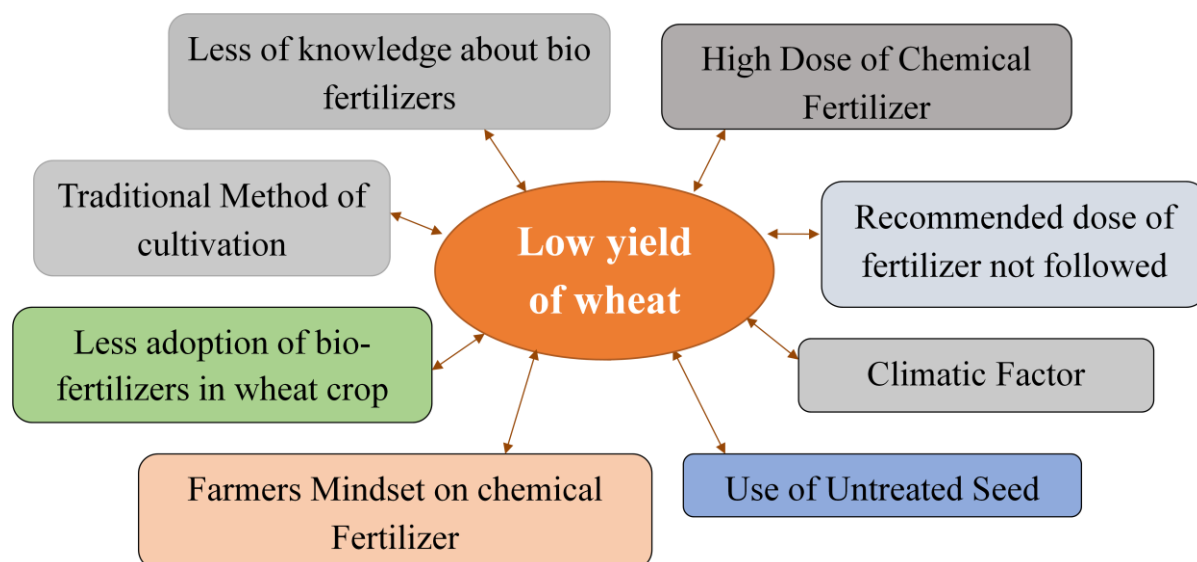 Less of knowledge about bio
fertilizers
High Dose of Chemical
Fertilizer
Traditional Method of
cultivation
Low yield
of wheat
Recommended dose of
fertilizer not followed
Less adoption of bio-
fertilizers in wheat crop
Climatic Factor
Farmers Mindset on chemical
Fertilizer
Use of Untreated Seed